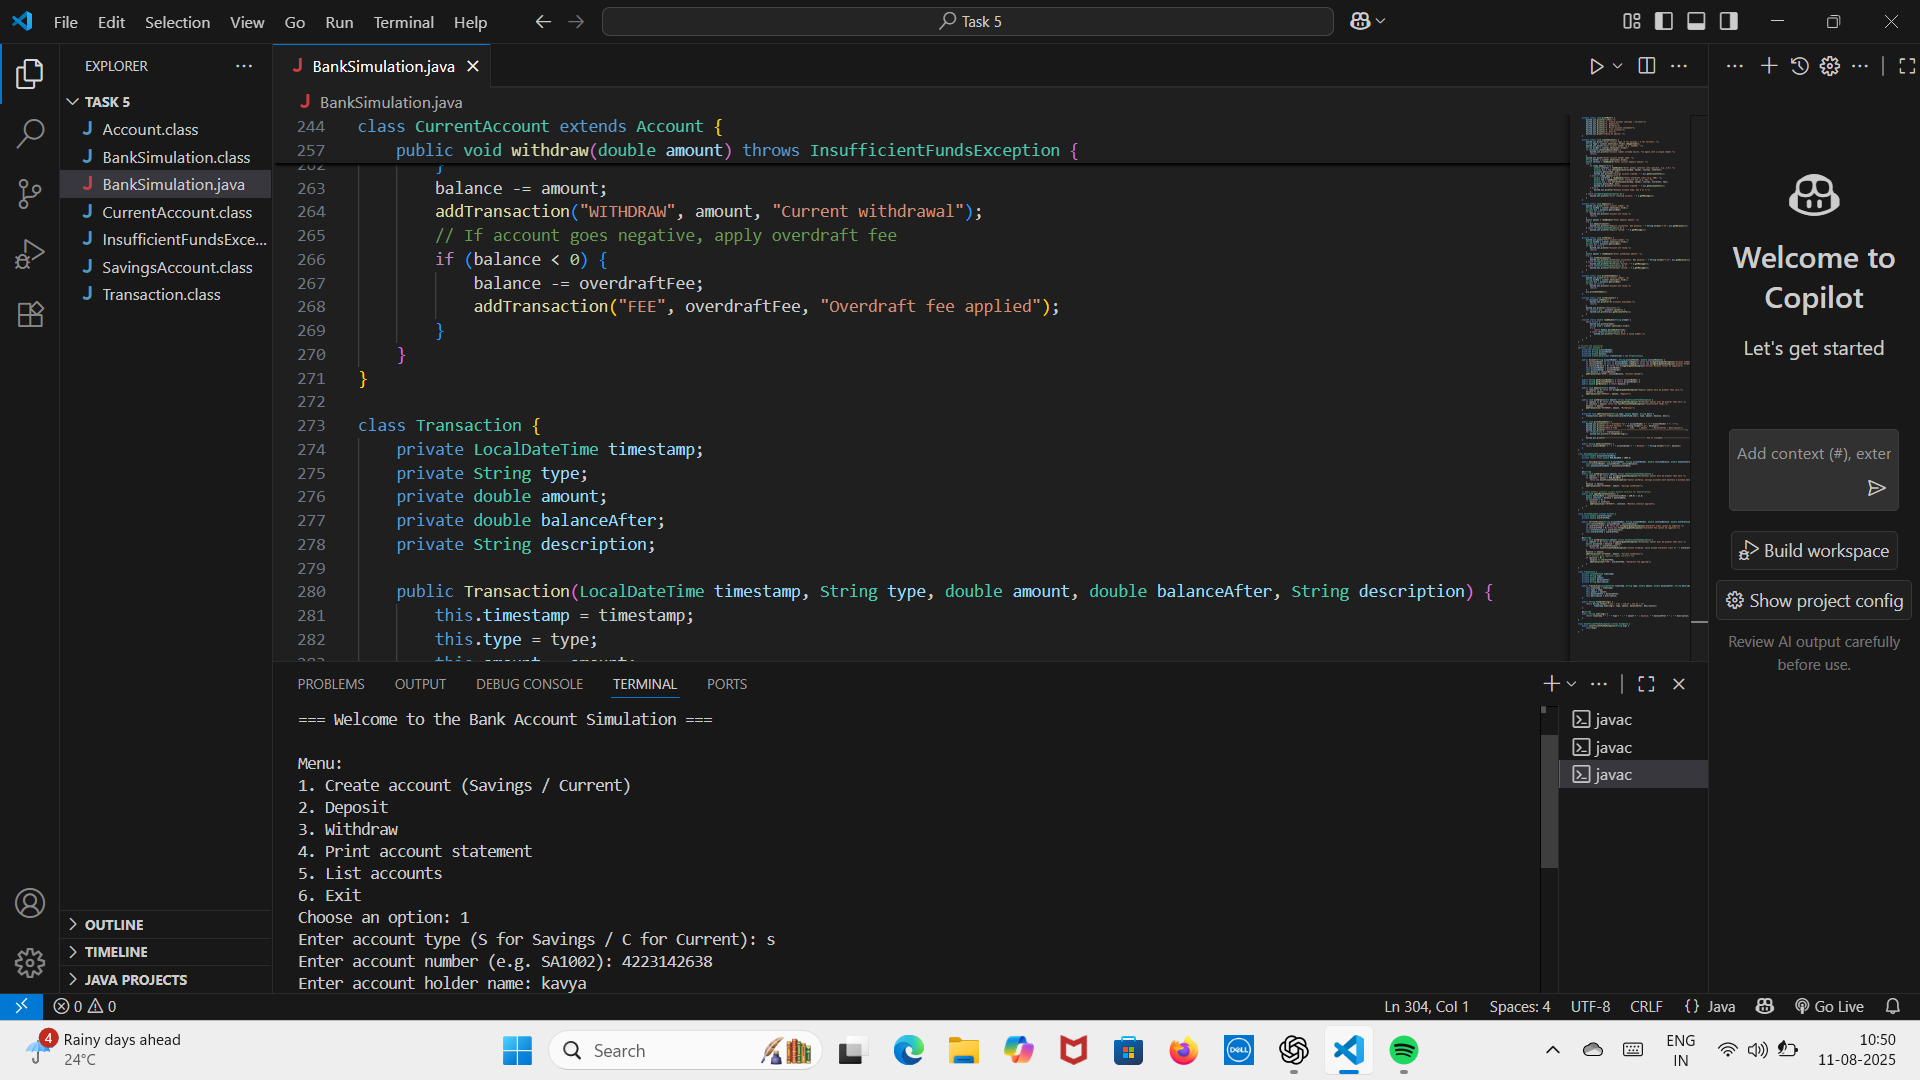 File Edit Selection View Go Run Terminal Help
Task 5
EXPLORER
TASK 5
J Account.class
J BankSimulation.class
J BankSimulation.java
J CurrentAccount.class
J InsufficientFundsExce...
J SavingsAccount.class
J Transaction.class
OUTLINE
TIMELINE
JAVA PROJECTS
J BankSimulation.java
J BankSimulation.java
244 class CurrentAccount extends Account {
257 public void withdraw(double amount) throws InsufficientFundsException {
262 }
263 balance -= amount;
264 addTransaction("WITHDRAW", amount, "Current withdrawal");
265 // If account goes negative, apply overdraft fee
266 if (balance < 0) {
267 balance -= overdraftFee;
268 addTransaction("FEE", overdraftFee, "Overdraft fee applied");
269 }
270 }
271 }
272
273 class Transaction {
274 private LocalDateTime timestamp;
275 private String type;
276 private double amount;
277 private double balanceAfter;
278 private String description;
279
280 public Transaction(LocalDateTime timestamp, String type, double amount, double balanceAfter, String description) {
281 this.timestamp = timestamp;
282 this.type = type;
283 this.amount = amount;
PROBLEMS OUTPUT DEBUG CONSOLE TERMINAL PORTS
=== Welcome to the Bank Account Simulation ===
Menu:
1. Create account (Savings / Current)
2. Deposit
3. Withdraw
4. Print account statement
5. List accounts
6. Exit
Choose an option: 1
Enter account type (S for Savings / C for Current): s
Enter account number (e.g. SA1002): 4223142638
Enter account holder name: kavya
javac
javac
javac
Welcome to
Copilot
Let's get started
Add context (#), exter
Build workspace
Show project config
Review AI output carefully
before use.
0 0
Ln 304, Col 1 Spaces: 4 UTF-8 CRLF {} Java Go Live
4
Rainy days ahead
24°C
Search
DELL
ENG
IN
10:50
11-08-2025